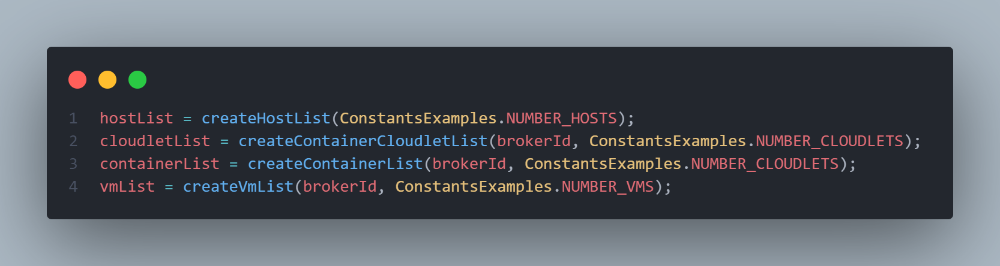 1 hostList = createHostList(ConstantsExamples.NUMBER_HOSTS);
2 cloudletList = createContainerCloudletList(brokerId, ConstantsExamples.NUMBER_CLOUDLETS);
3 containerList = createContainerList(brokerId, ConstantsExamples.NUMBER_CLOUDLETS);
4 vmList = createVmList(brokerId, ConstantsExamples.NUMBER_VMS);